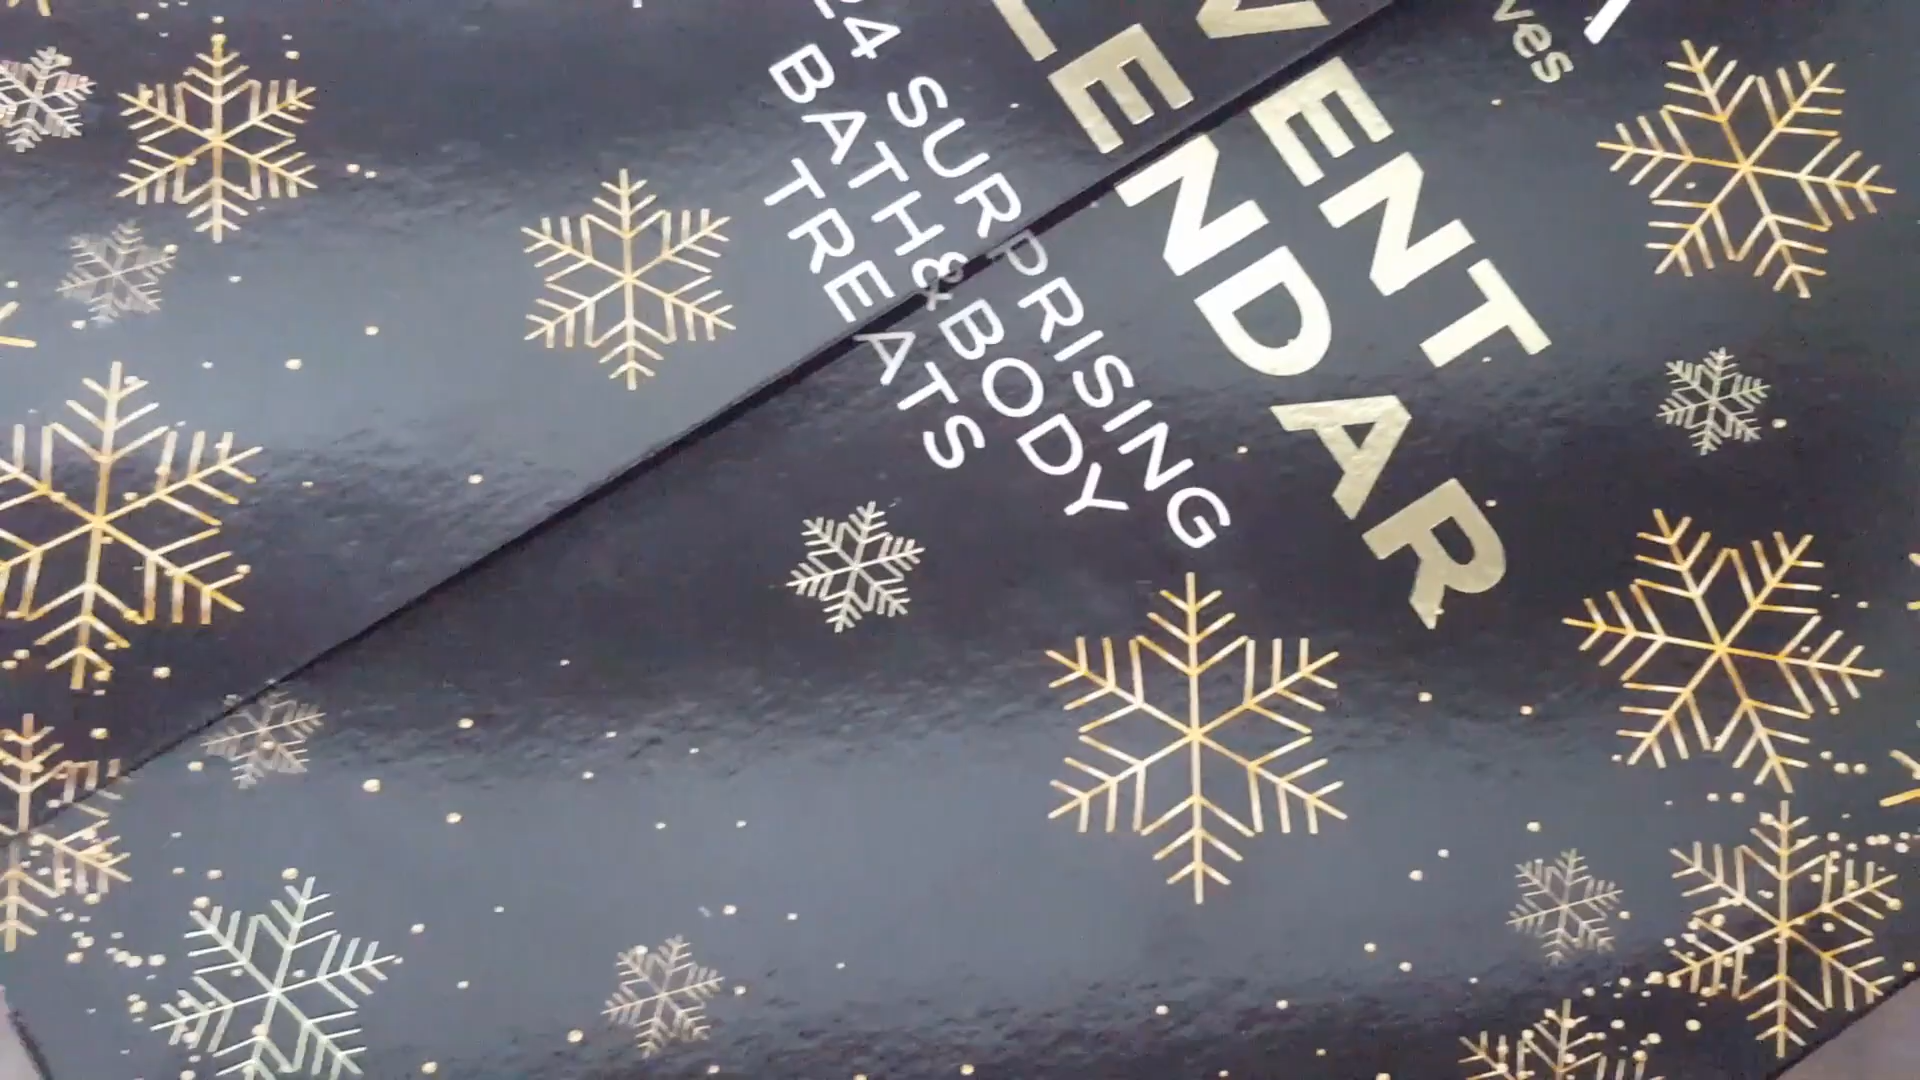 ves
VENT
LENDAR
24 SURPRISING
BATH & BODY
TREATS